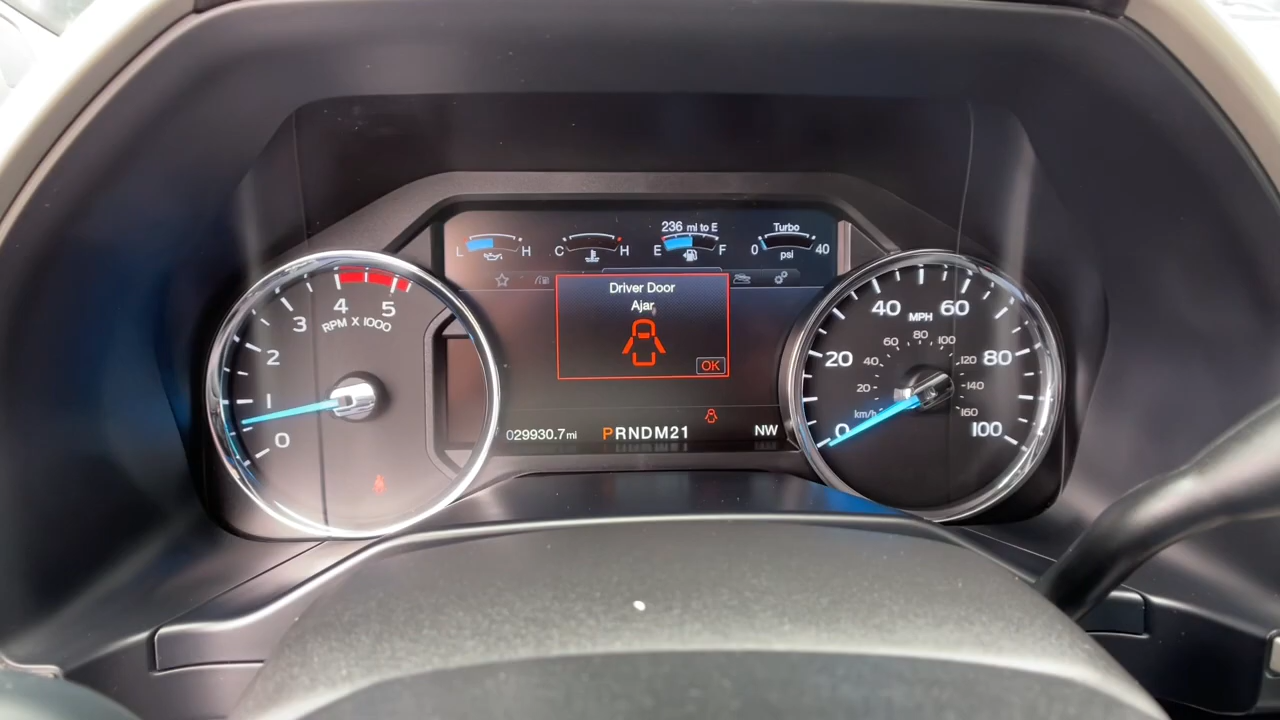 236 mi to E
Turbo
L H
C H
E F
0 40
psi
Driver Door
Ajar
OK
029930.7 mi
PRNDM21
NW
4 5
3
RPM X 1000
2
1
0
40 60
MPH
80
60 100
20 80
40 120
20 140
km/h 160
0 100